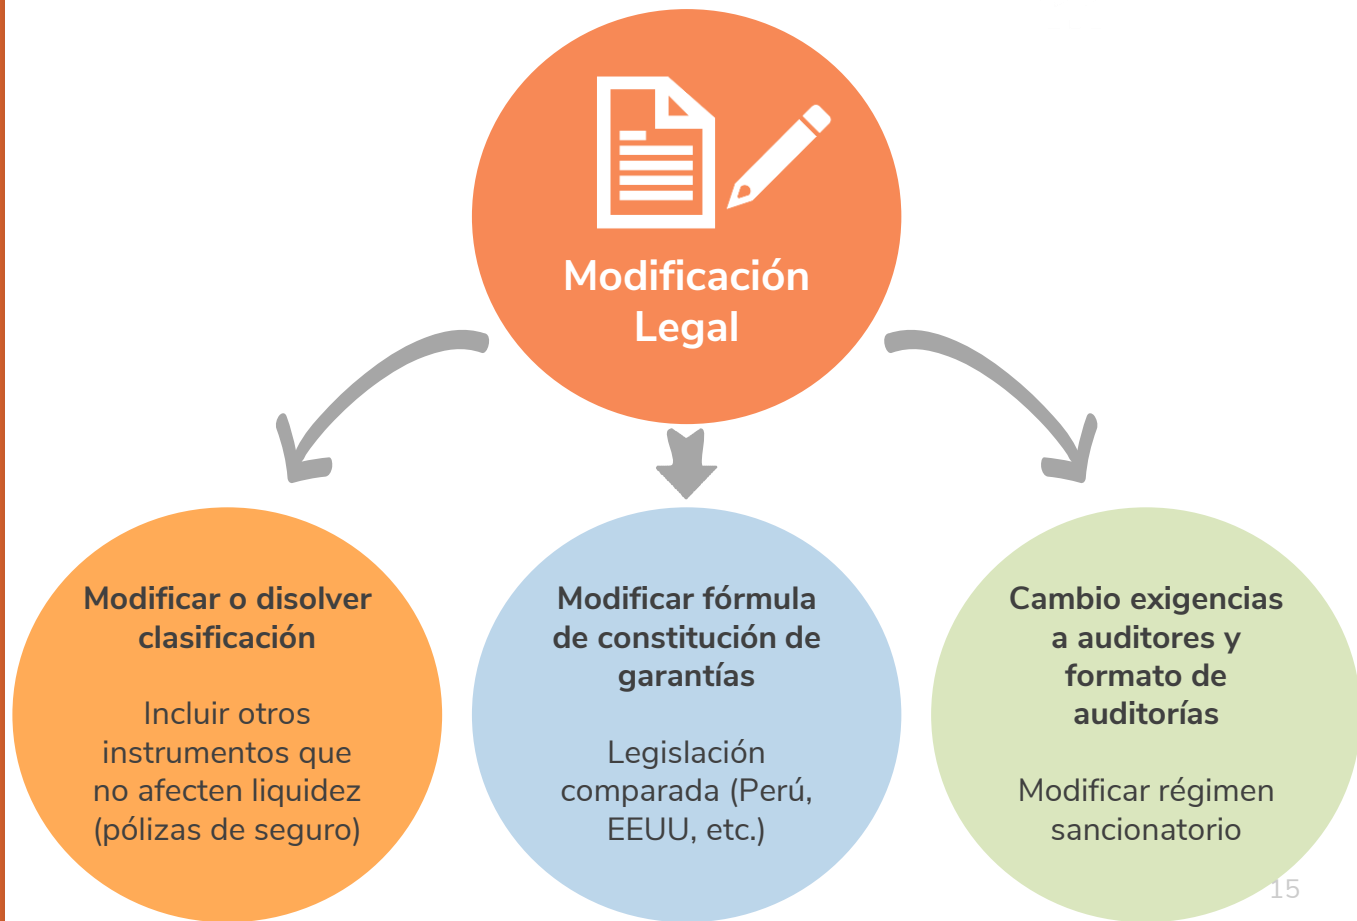 Modificación
Legal
Modificar o disolver
clasificación
Incluir otros
instrumentos que
no afecten liquidez
(pólizas de seguro)
Modificar fórmula
de constitución de
garantías
Legislación
comparada (Perú,
EEUU, etc.)
Cambio exigencias
a auditores y
formato de
auditorías
Modificar régimen
sancionatorio
15